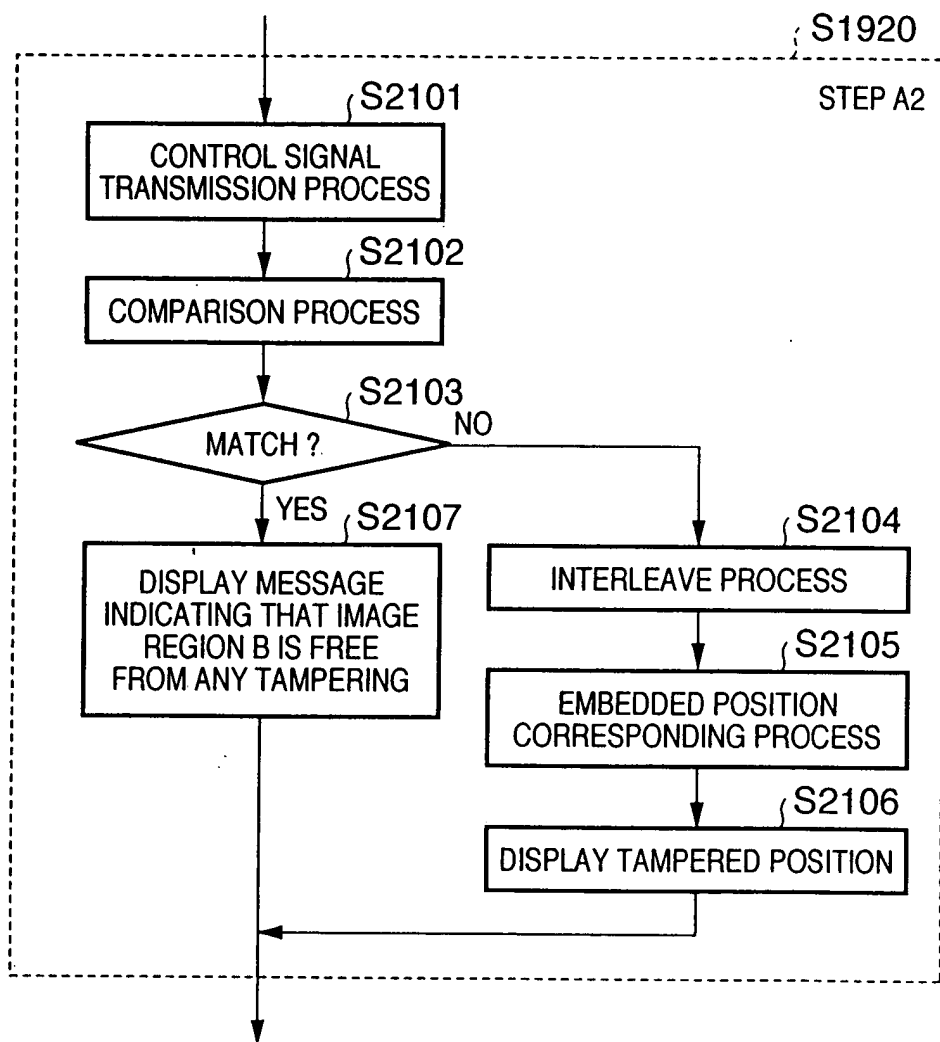 S1920
STEP A2
S2101
CONTROL SIGNAL
TRANSMISSION PROCESS
S2102
COMPARISON PROCESS
S2103
MATCH ?
NO
YES
S2107
DISPLAY MESSAGE
INDICATING THAT IMAGE
REGION B IS FREE
FROM ANY TAMPERING
S2104
INTERLEAVE PROCESS
S2105
EMBEDDED POSITION
CORRESPONDING PROCESS
S2106
DISPLAY TAMPERED POSITION